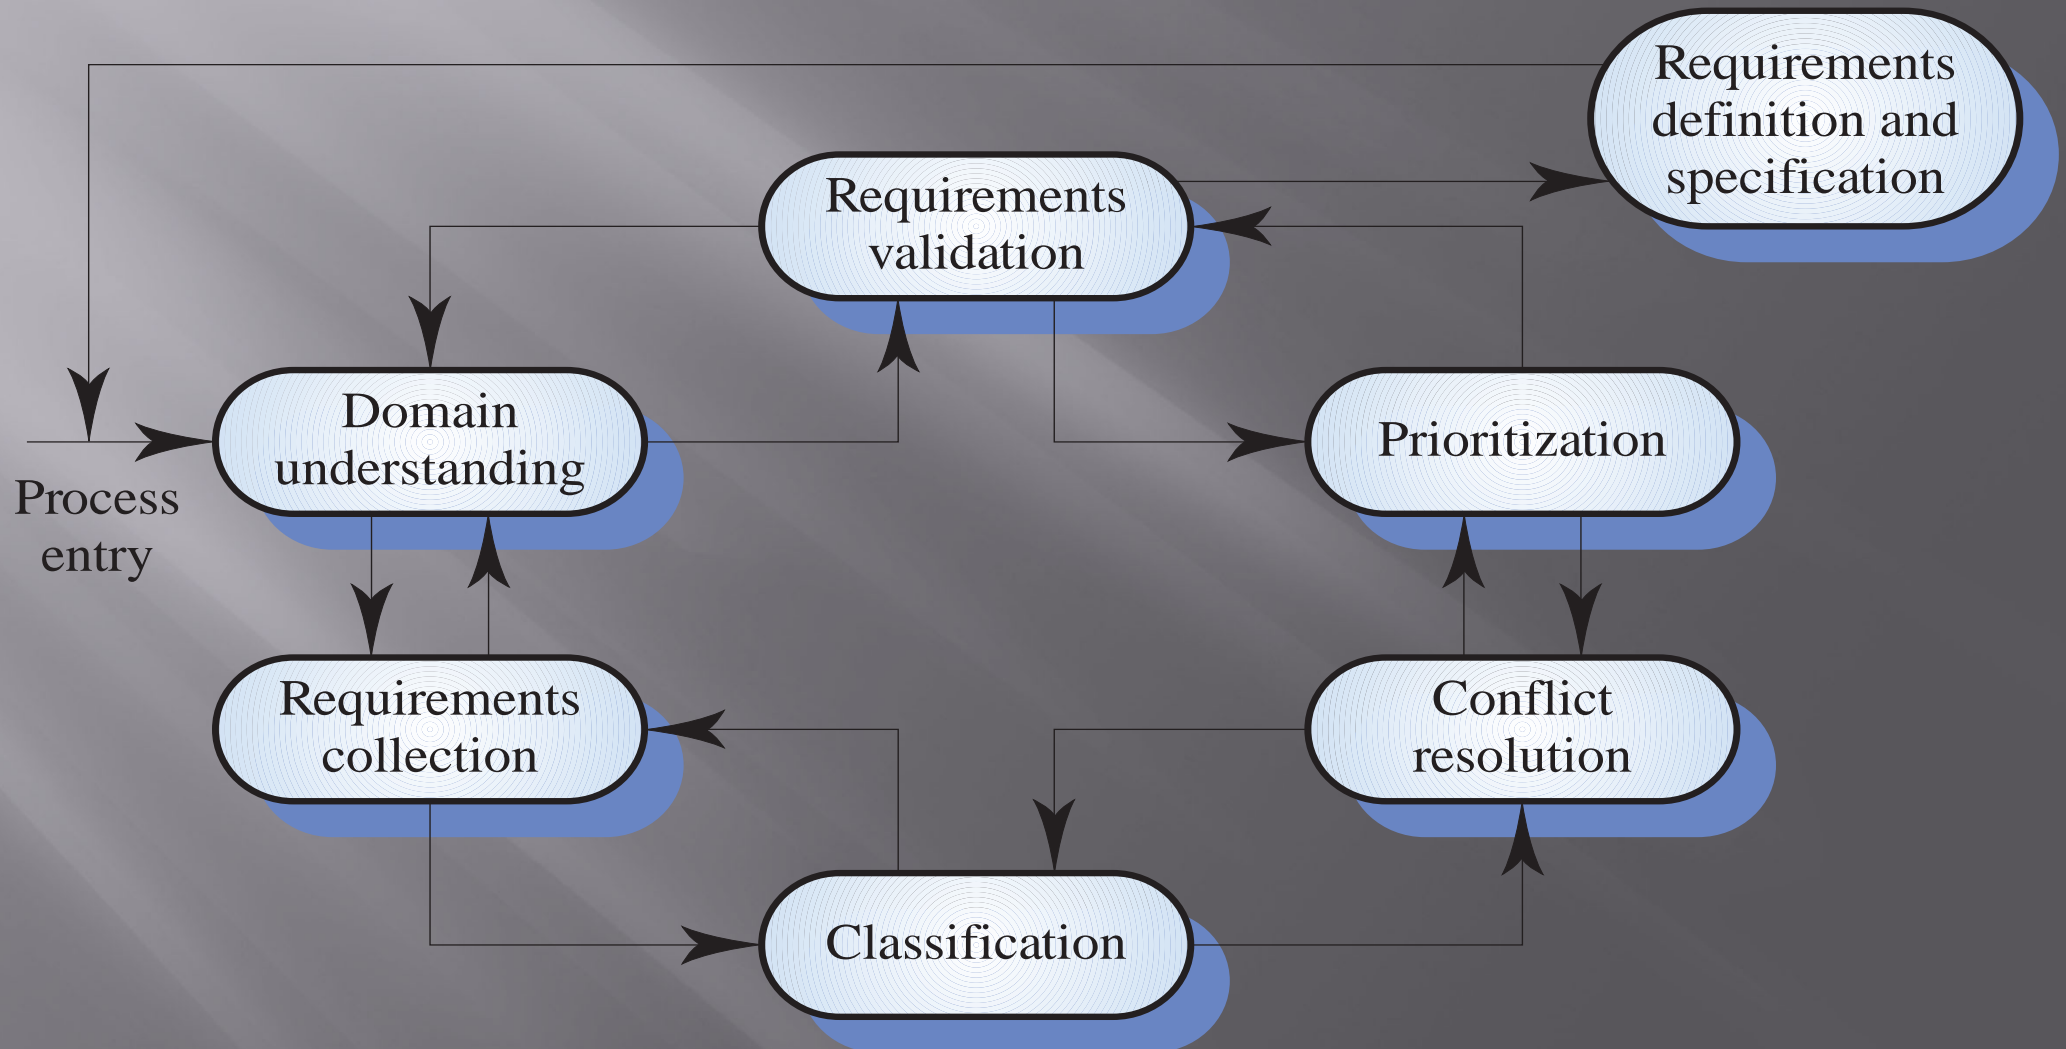 Requirements
definition and
specification
Requirements
validation
Domain
understanding
Prioritization
Process
entry
Requirements
collection
Conflict
resolution
Classification